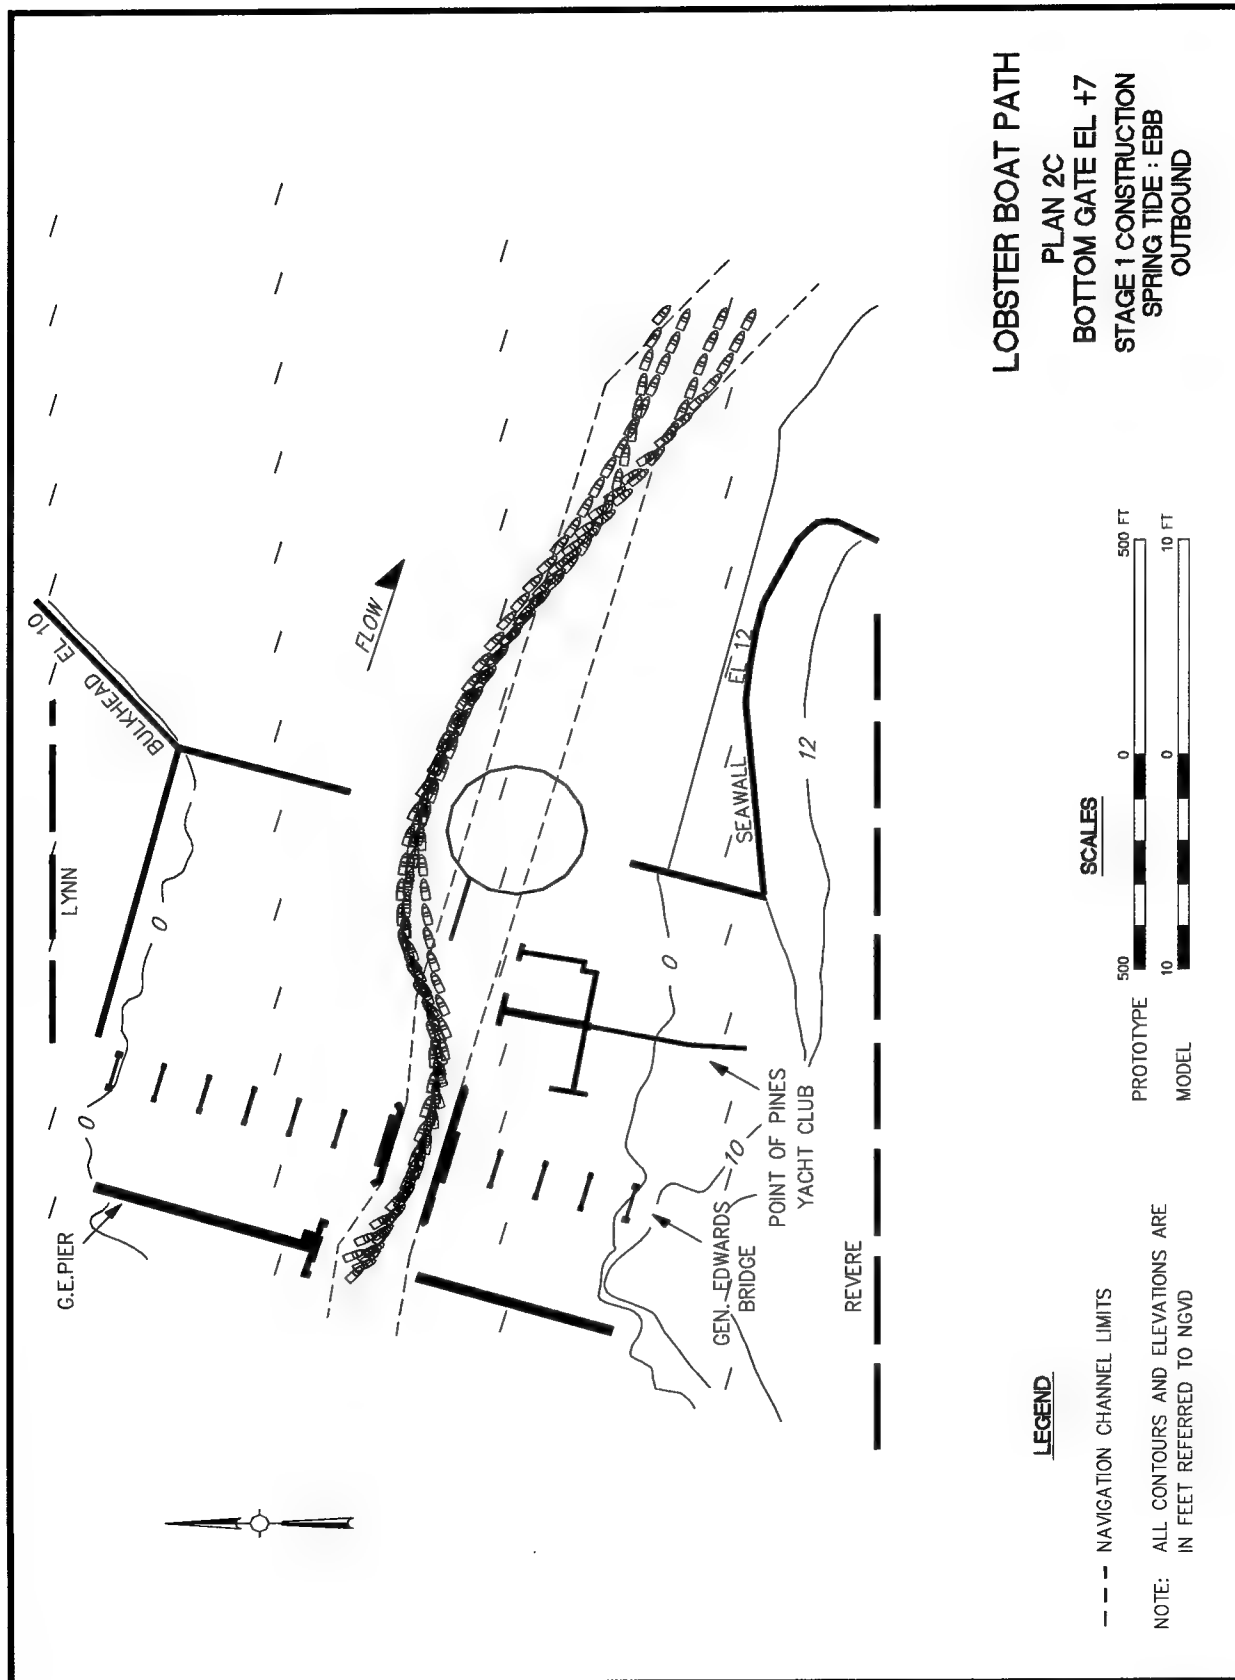 LYNN
BULKHEAD EL 10
0
0
G.E.PIER
FLOW
SEAWALL EL 12
12
0
10
POINT OF PINES
YACHT CLUB
GEN. EDWARDS
BRIDGE
REVERE
LOBSTER BOAT PATH
PLAN 2C
BOTTOM GATE EL +7
STAGE 1 CONSTRUCTION
SPRING TIDE : EBB
OUTBOUND
SCALES
PROTOTYPE 500 0 500 FT
MODEL 10 0 10 FT
LEGEND
NAVIGATION CHANNEL LIMITS
NOTE: ALL CONTOURS AND ELEVATIONS ARE
IN FEET REFERRED TO NGVD